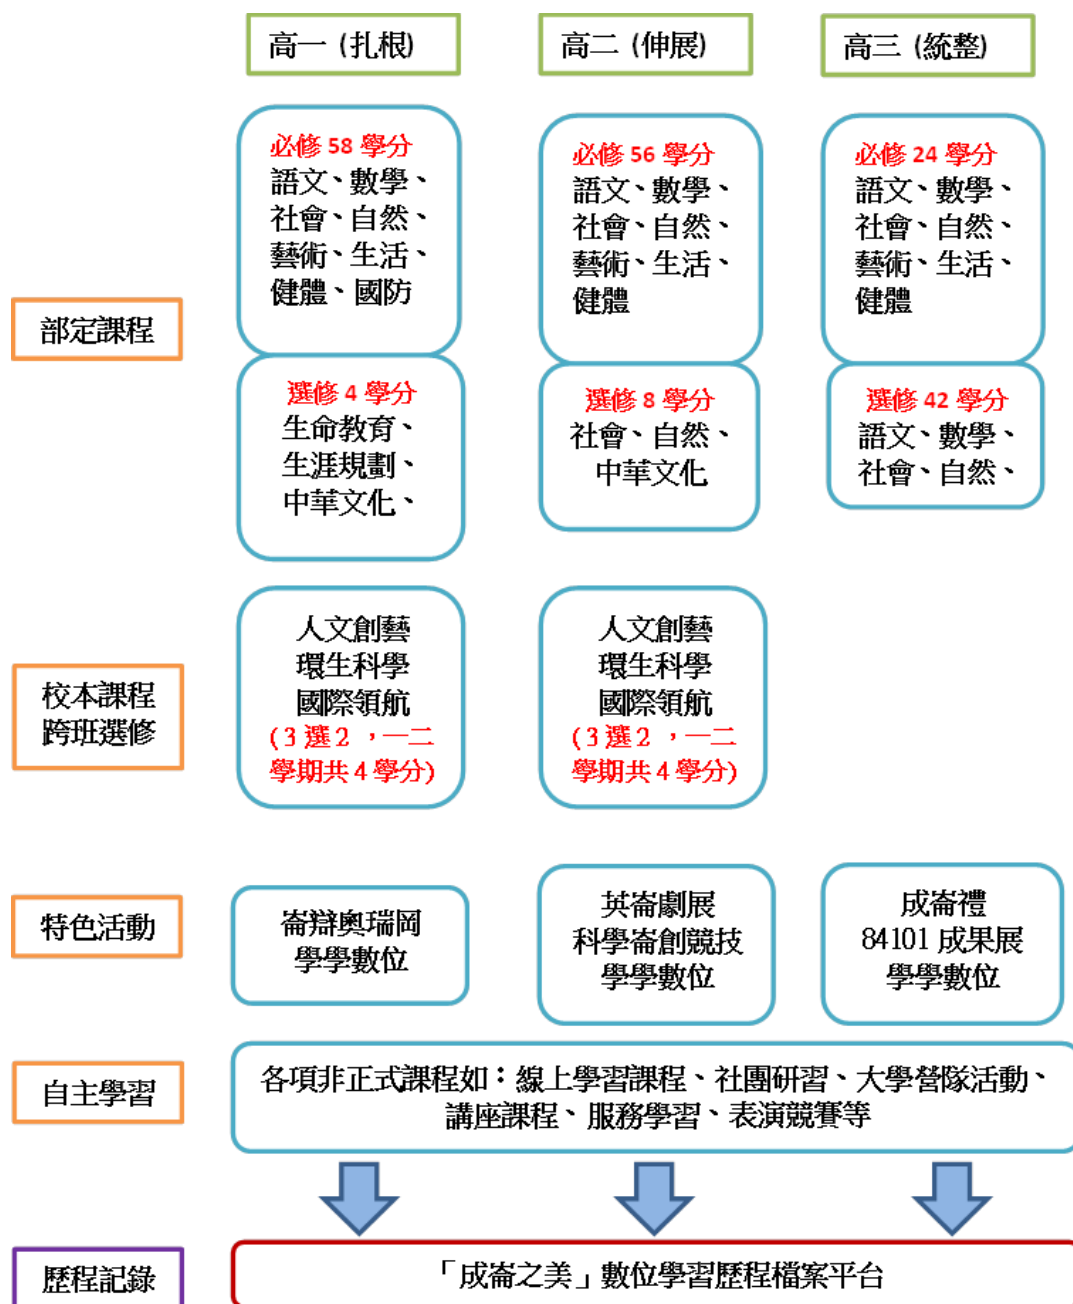 高一 (扎根)
高二 (伸展)
高三 (統整)
部定課程
必修 58 學分
語文、數學、
社會、自然、
藝術、生活、
健體、國防
必修 56 學分
語文、數學、
社會、自然、
藝術、生活、
健體
必修 24 學分
語文、數學、
社會、自然、
藝術、生活、
健體
選修 4 學分
生命教育、
生涯規劃、
中華文化、
選修 8 學分
社會、自然、
中華文化
選修 42 學分
語文、數學、
社會、自然、
校本課程
跨班選修
人文創藝
環生科學
國際領航
(3 選 2 ，一二
學期共 4 學分)
人文創藝
環生科學
國際領航
(3 選 2 ，一二
學期共 4 學分)
特色活動
崙辯奧瑞岡
學學數位
英崙劇展
科學崙創競技
學學數位
成崙禮
84101 成果展
學學數位
自主學習
各項非正式課程如：線上學習課程、社團研習、大學營隊活動、
講座課程、服務學習、表演競賽等
歷程記錄
「成崙之美」數位學習歷程檔案平台